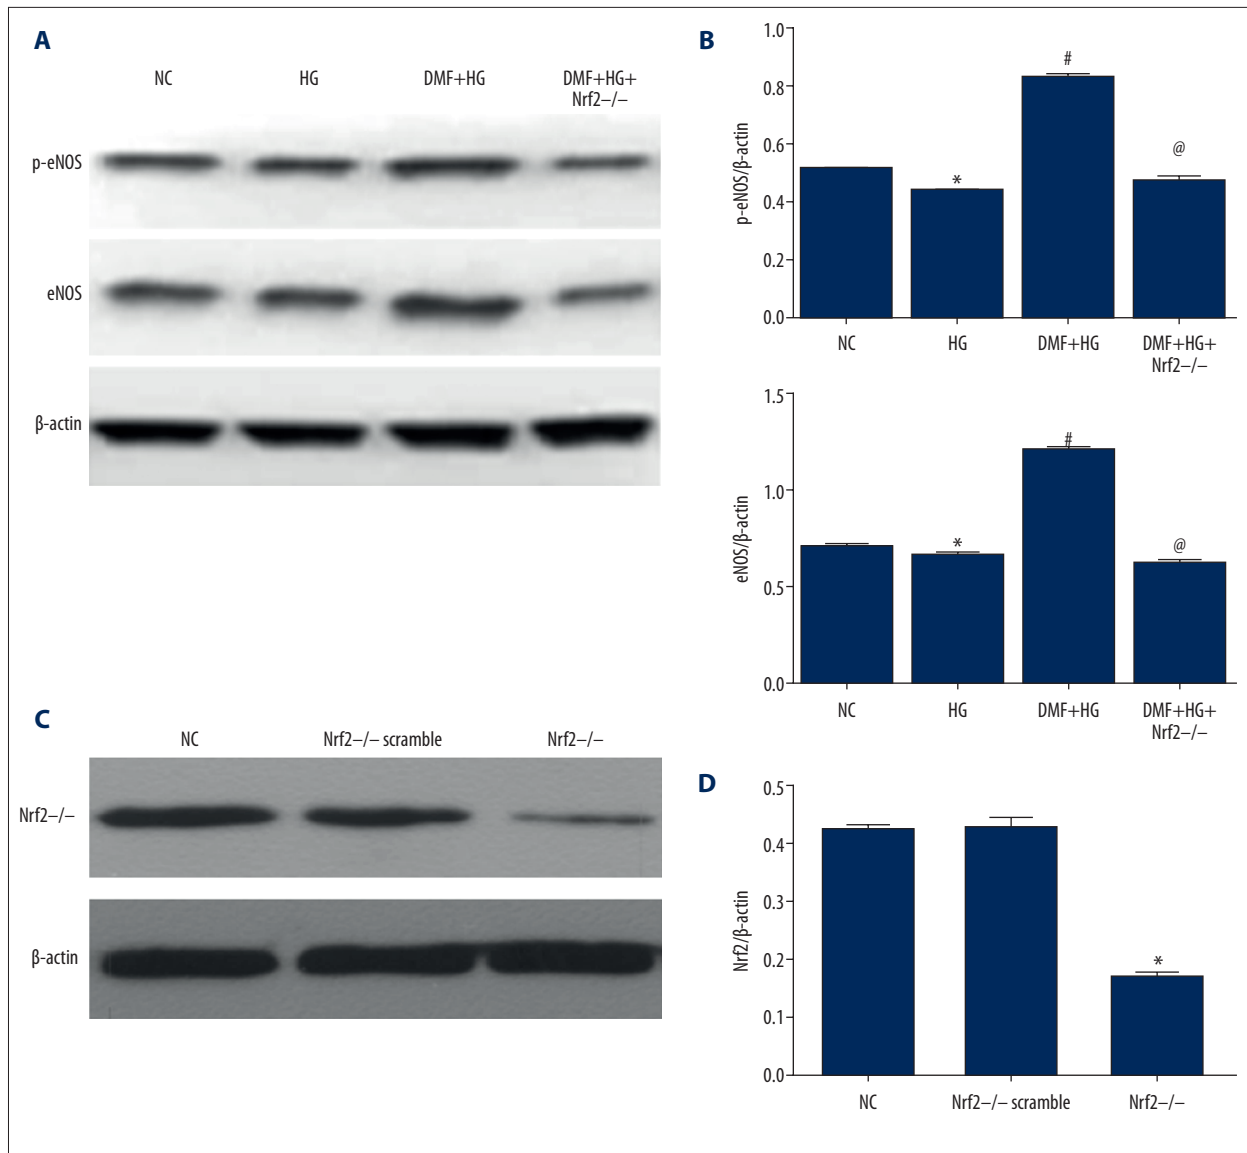 A
NC HG DMF+HG DMF+HG+
Nrf2–/–
p-eNOS
eNOS
β-actin
B
1.0
0.8
0.6
0.4
0.2
0.0
p-eNOS/β-actin
* # @
NC HG DMF+HG DMF+HG+
Nrf2–/–
1.5
1.0
0.5
0.0
eNOS/β-actin
* # @
NC HG DMF+HG DMF+HG+
Nrf2–/–
C
NC Nrf2–/– scramble Nrf2–/–
Nrf2–/–
β-actin
D
0.5
0.4
0.3
0.2
0.1
0.0
Nrf2/β-actin
*
NC Nrf2–/– scramble Nrf2–/–